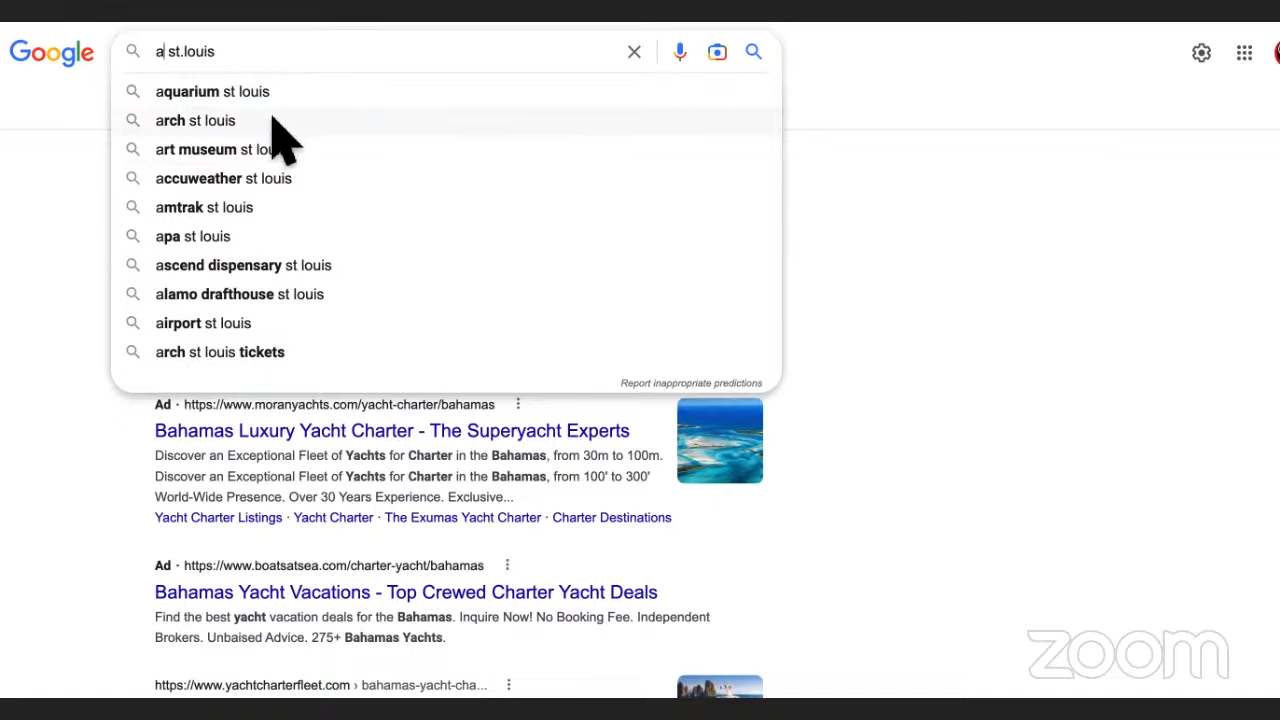 Google
a st.louis
aquarium st louis
arch st louis
art museum st
accuweather st louis
amtrak st louis
apa st louis
ascend dispensary st louis
alamo drafthouse st louis
airport st louis
arch st louis tickets
Report inappropriate predictions
Ad · https://www.moranyachts.com/yacht-charter/bahamas
Bahamas Luxury Yacht Charter - The Superyacht Experts
Discover an Exceptional Fleet of Yachts for Charter in the Bahamas, from 30m to 100m.
Discover an Exceptional Fleet of Yachts for Charter in the Bahamas, from 100' to 300'
World-Wide Presence. Over 30 Years Experience. Exclusive...
Yacht Charter Listings · Yacht Charter · The Exumas Yacht Charter · Charter Destinations
Ad · https://www.boatsatsea.com/charter-yacht/bahamas
Bahamas Yacht Vacations - Top Crewed Charter Yacht Deals
Find the best yacht vacation deals for the Bahamas. Inquire Now! No Booking Fee. Independent
Brokers. Unbaised Advice. 275+ Bahamas Yachts.
https://www.yachtcharterfleet.com › bahamas-yacht-cha...
zoom